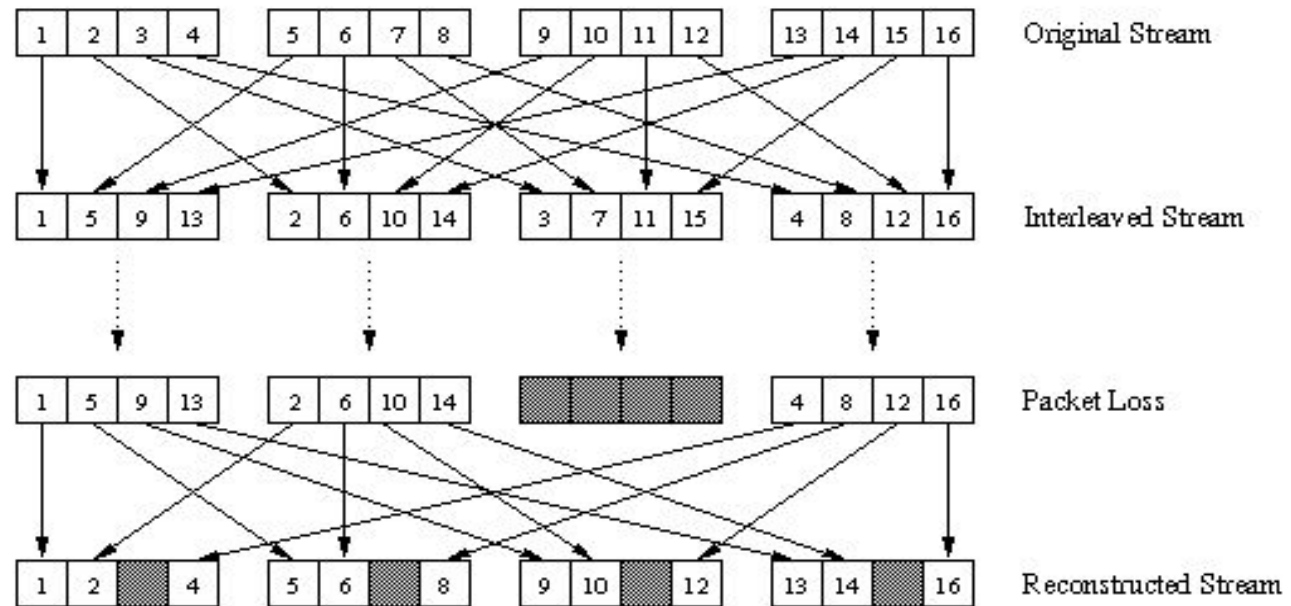 1 2 3 4 5 6 7 8 9 10 11 12 13 14 15 16 Original Stream
1 5 9 13 2 6 10 14 3 7 11 15 4 8 12 16 Interleaved Stream
1 5 9 13 2 6 10 14 4 8 12 16 Packet Loss
1 2 4 5 6 8 9 10 12 13 14 16 Reconstructed Stream